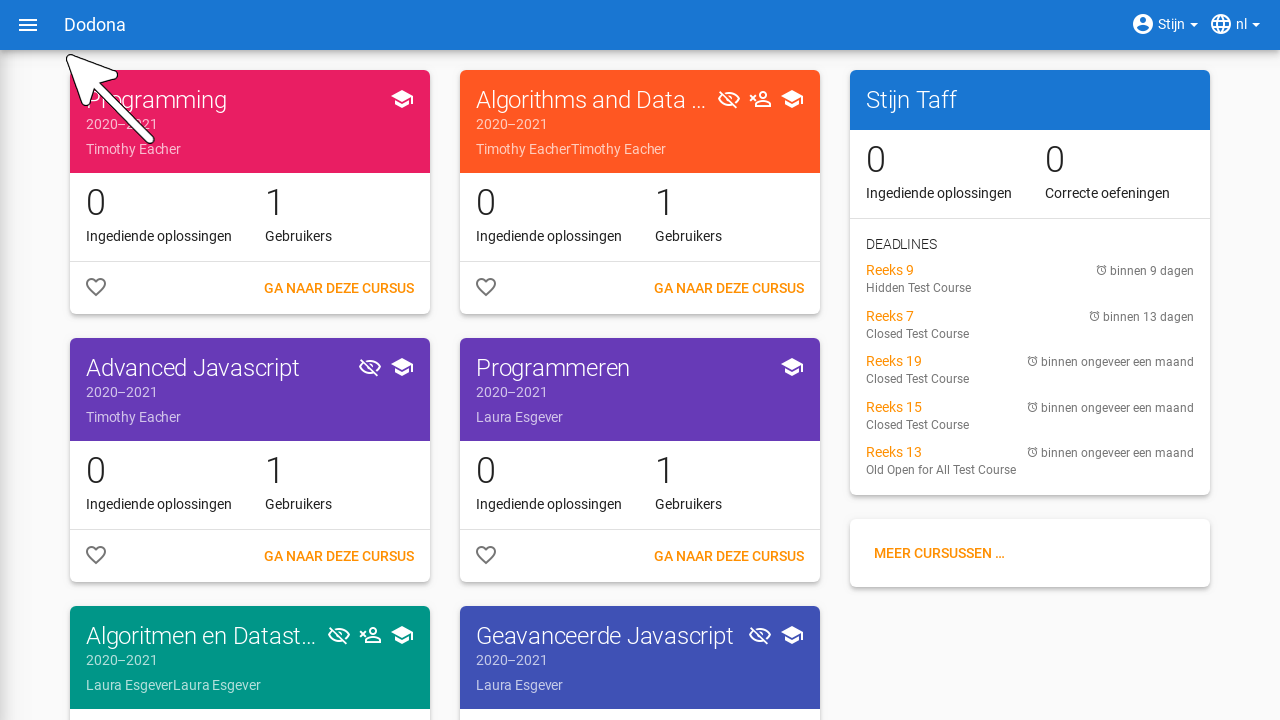 Dodona
Stijn
nl
Programming
2020–2021
Timothy Eacher
0
1
Ingediende oplossingen
Gebruikers
GA NAAR DEZE CURSUS
Algorithms and Data ...
2020–2021
Timothy EacherTimothy Eacher
0
1
Ingediende oplossingen
Gebruikers
GA NAAR DEZE CURSUS
Advanced Javascript
2020–2021
Timothy Eacher
0
1
Ingediende oplossingen
Gebruikers
GA NAAR DEZE CURSUS
Programmeren
2020–2021
Laura Esgever
0
1
Ingediende oplossingen
Gebruikers
GA NAAR DEZE CURSUS
Algoritmen en Datast...
2020–2021
Laura EsgeverLaura Esgever
Geavanceerde Javascript
2020–2021
Laura Esgever
Stijn Taff
0
0
Ingediende oplossingen
Correcte oefeningen
DEADLINES
Reeks 9
binnen 9 dagen
Hidden Test Course
Reeks 7
binnen 13 dagen
Closed Test Course
Reeks 19
binnen ongeveer een maand
Closed Test Course
Reeks 15
binnen ongeveer een maand
Closed Test Course
Reeks 13
binnen ongeveer een maand
Old Open for All Test Course
MEER CURSUSSEN ...